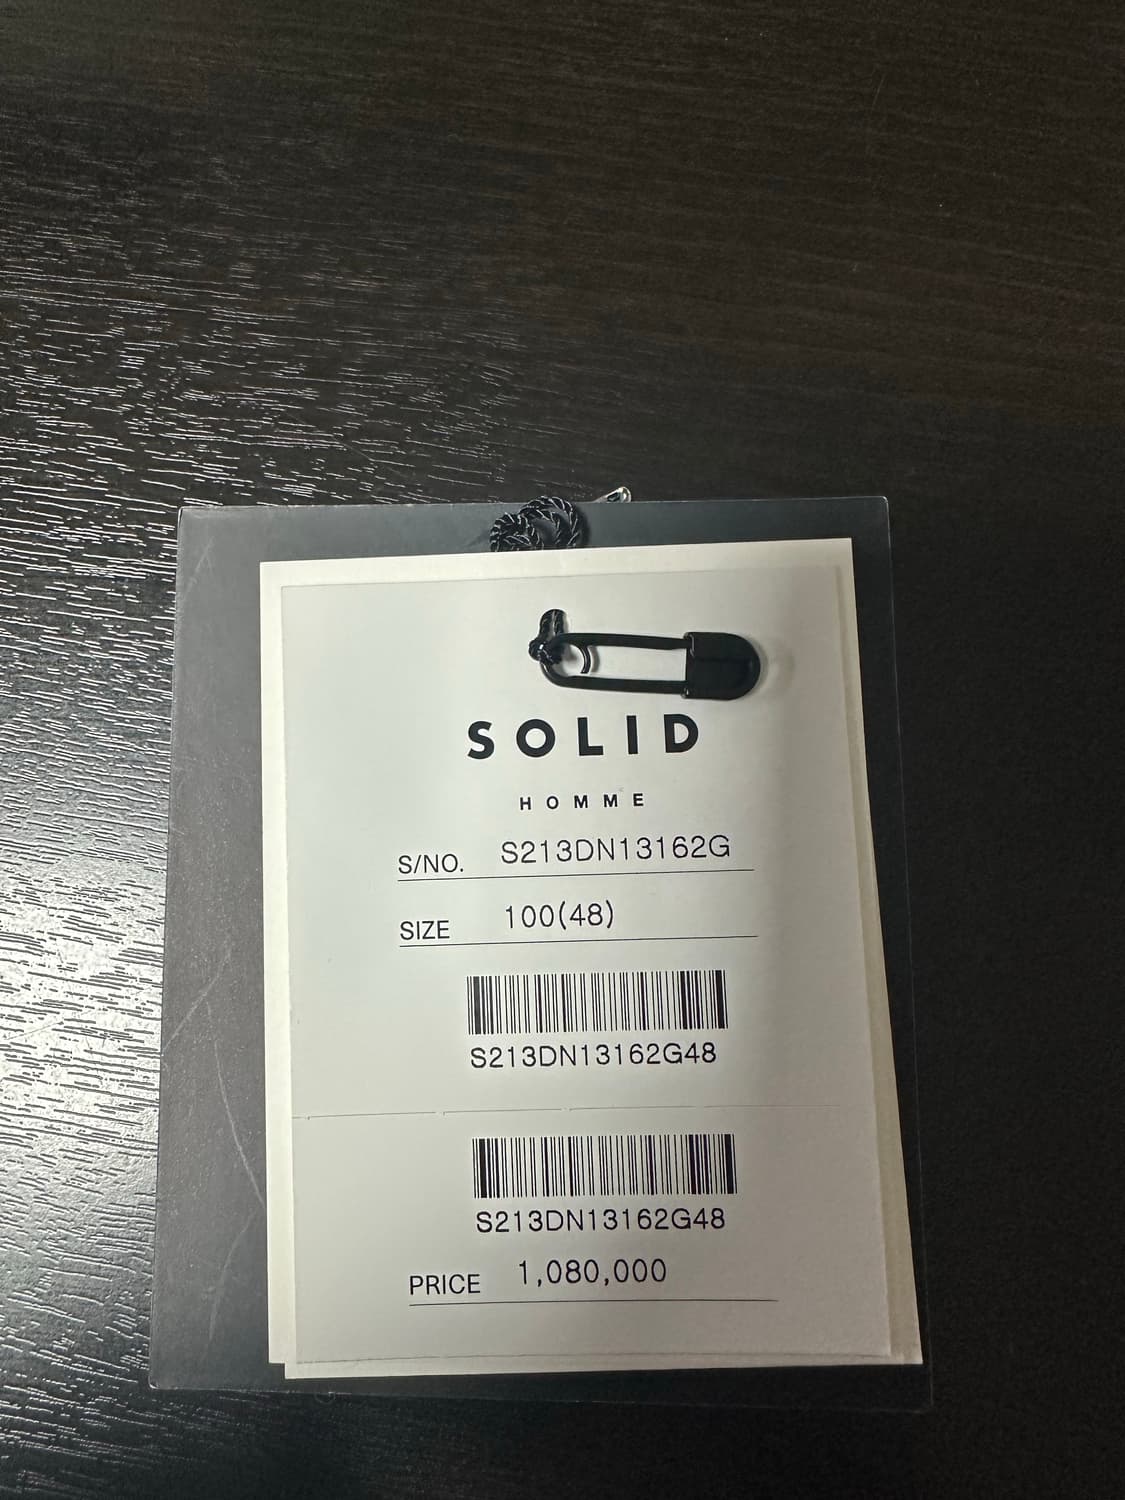 SOLID
HOMME
S/NO. S213DN13162G
SIZE 100(48)
S213DN13162G48
S213DN13162G48
PRICE 1,080,000